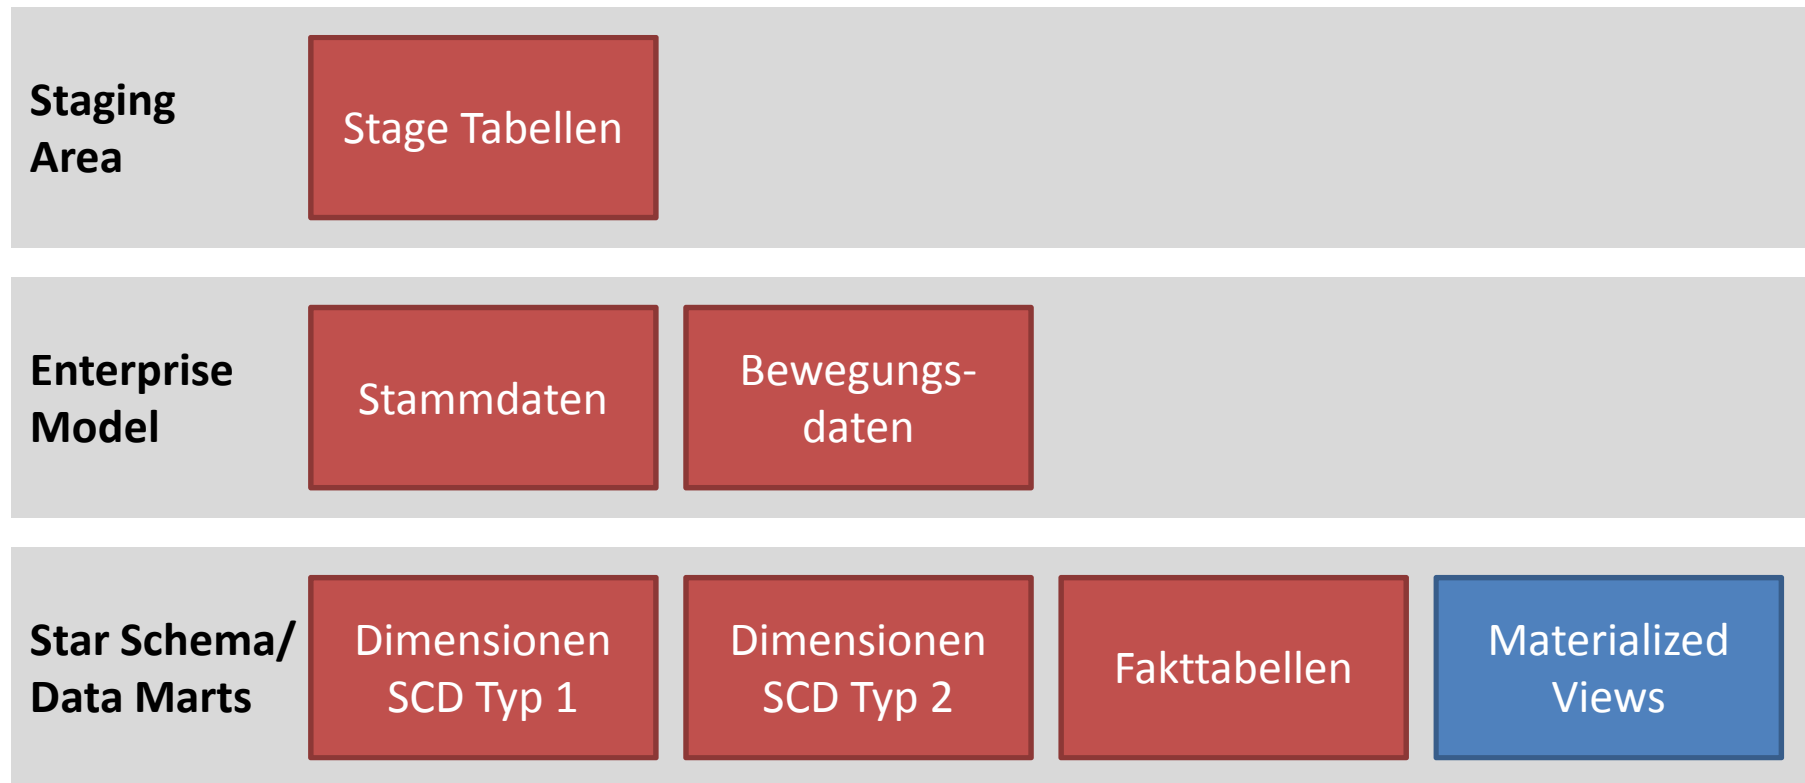 Staging
Area
Stage Tabellen
Enterprise
Model
Stammdaten
Bewegungs-
daten
Star Schema/
Data Marts
Dimensionen
SCD Typ 1
Dimensionen
SCD Typ 2
Fakttabellen
Materialized
Views